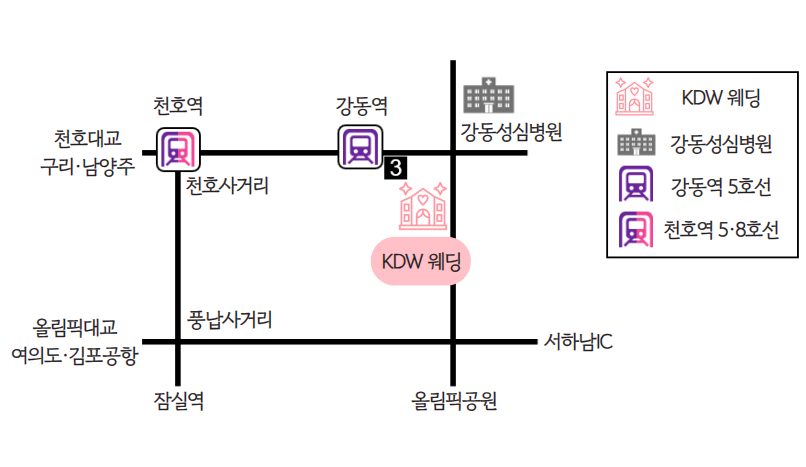 천호역
강동역
강동성심병원
천호대교
구리·남양주
3
천호사거리
KDW 웨딩
올림픽대교
여의도·김포공항
풍납사거리
서하남IC
잠실역
올림픽공원
KDW 웨딩
강동성심병원
강동역 5호선
천호역 5·8호선